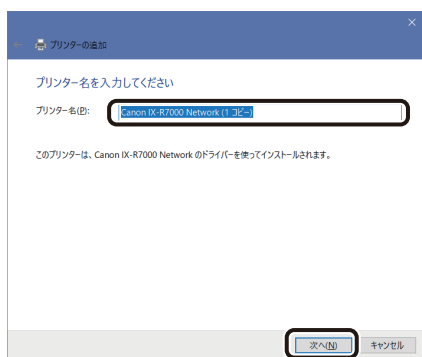 プリンターの追加
プリンター名を入力してください
プリンター名(P): Canon IX-R7000 Network (1 コピー)
このプリンターは、Canon IX-R7000 Network のドライバーを使ってインストールされます。
次へ(N) キャンセル